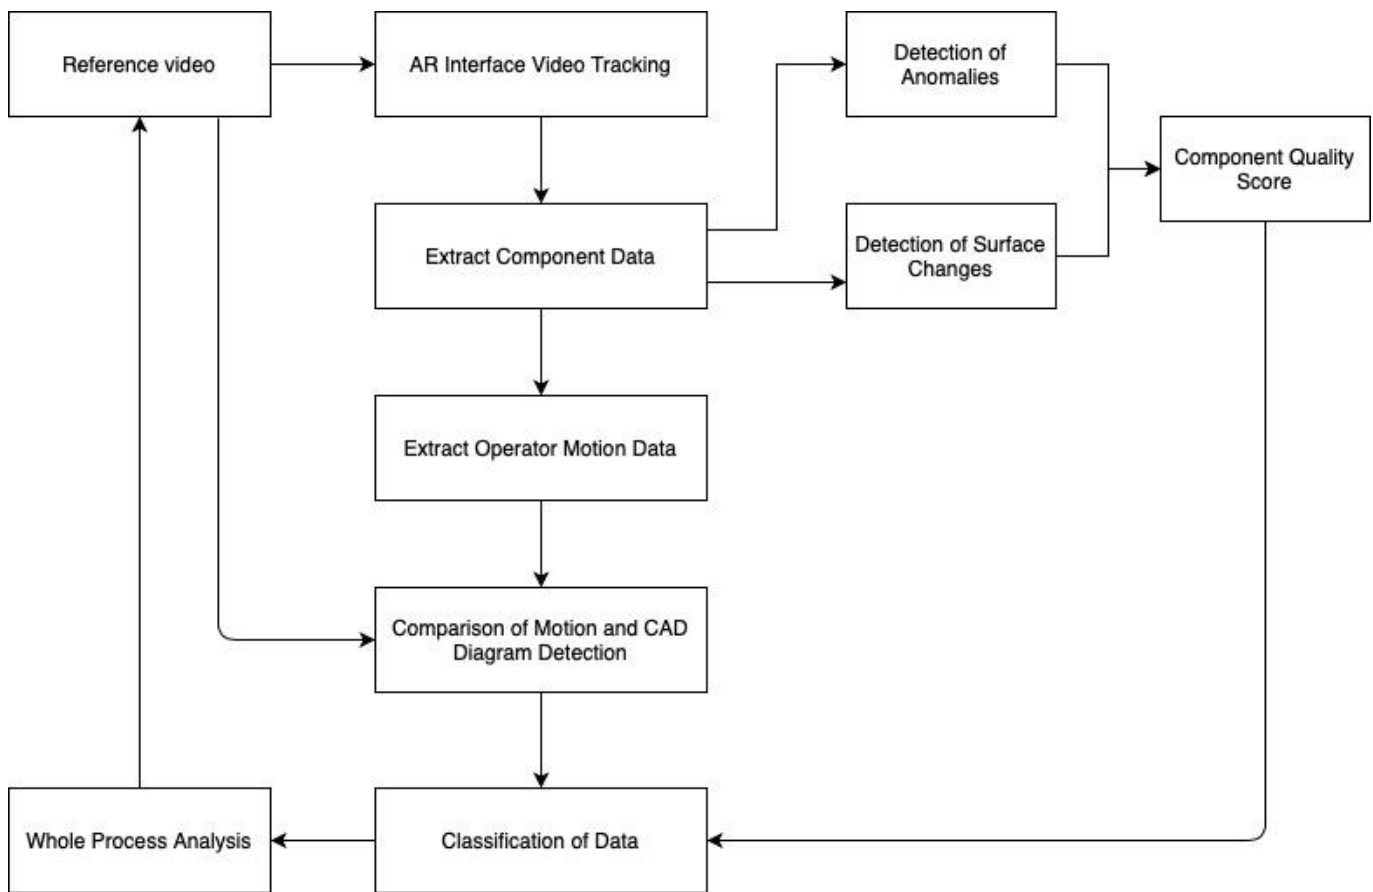 Reference video
AR Interface Video Tracking
Detection of
Anomalies
Component Quality
Score
Extract Component Data
Detection of Surface
Changes
Extract Operator Motion Data
Comparison of Motion and CAD
Diagram Detection
Whole Process Analysis
Classification of Data